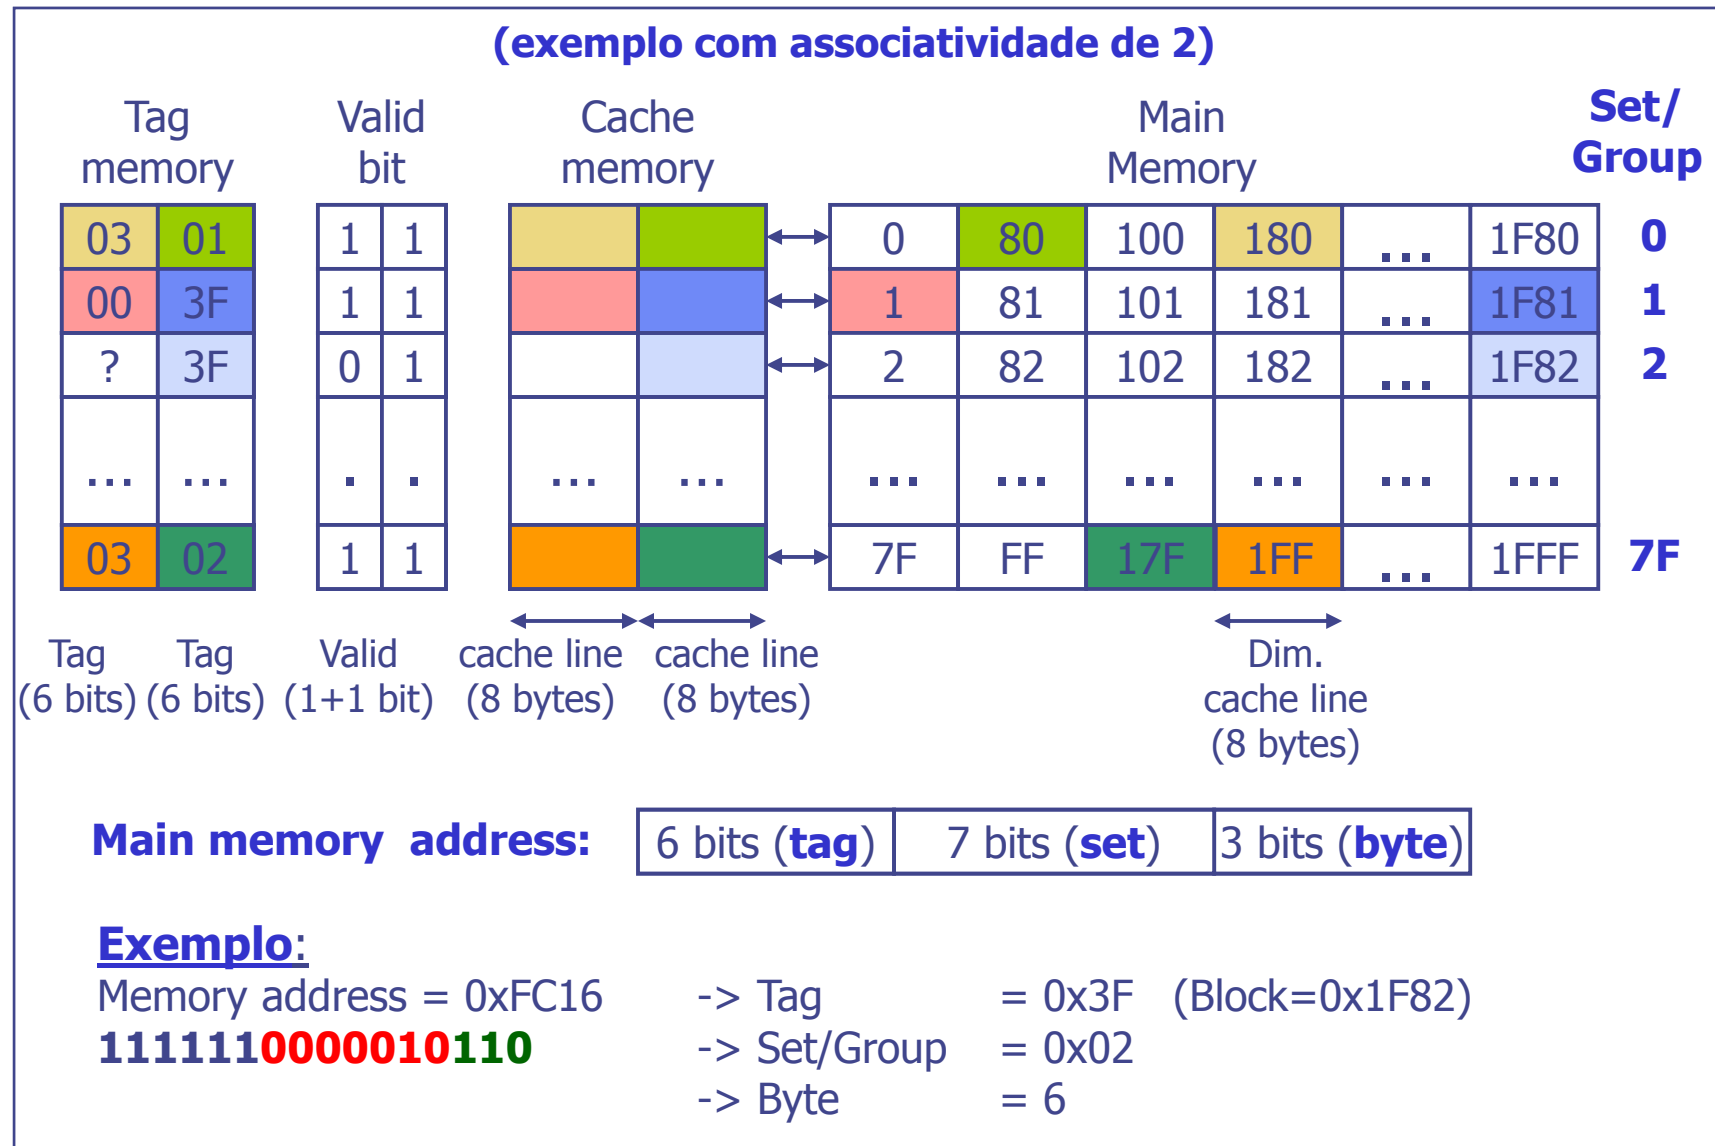 (exemplo com associatividade de 2)
Tag memory Valid bit Cache memory Main Memory Set/ Group
03 01 1 1 0 80 100 180 ... 1F80 0
00 3F 1 1 1 81 101 181 ... 1F81 1
? 3F 0 1 2 82 102 182 ... 1F82 2
... ... . . ... ... ... ... ... ... ... ...
03 02 1 1 7F FF 17F 1FF ... 1FFF 7F
Tag (6 bits) Tag (6 bits) Valid (1+1 bit) cache line (8 bytes) cache line (8 bytes) Dim. cache line (8 bytes)
Main memory address: 6 bits (tag) 7 bits (set) 3 bits (byte)
Exemplo:
Memory address = 0xFC16 -> Tag = 0x3F (Block=0x1F82)
1111110000010110 -> Set/Group = 0x02
-> Byte = 6